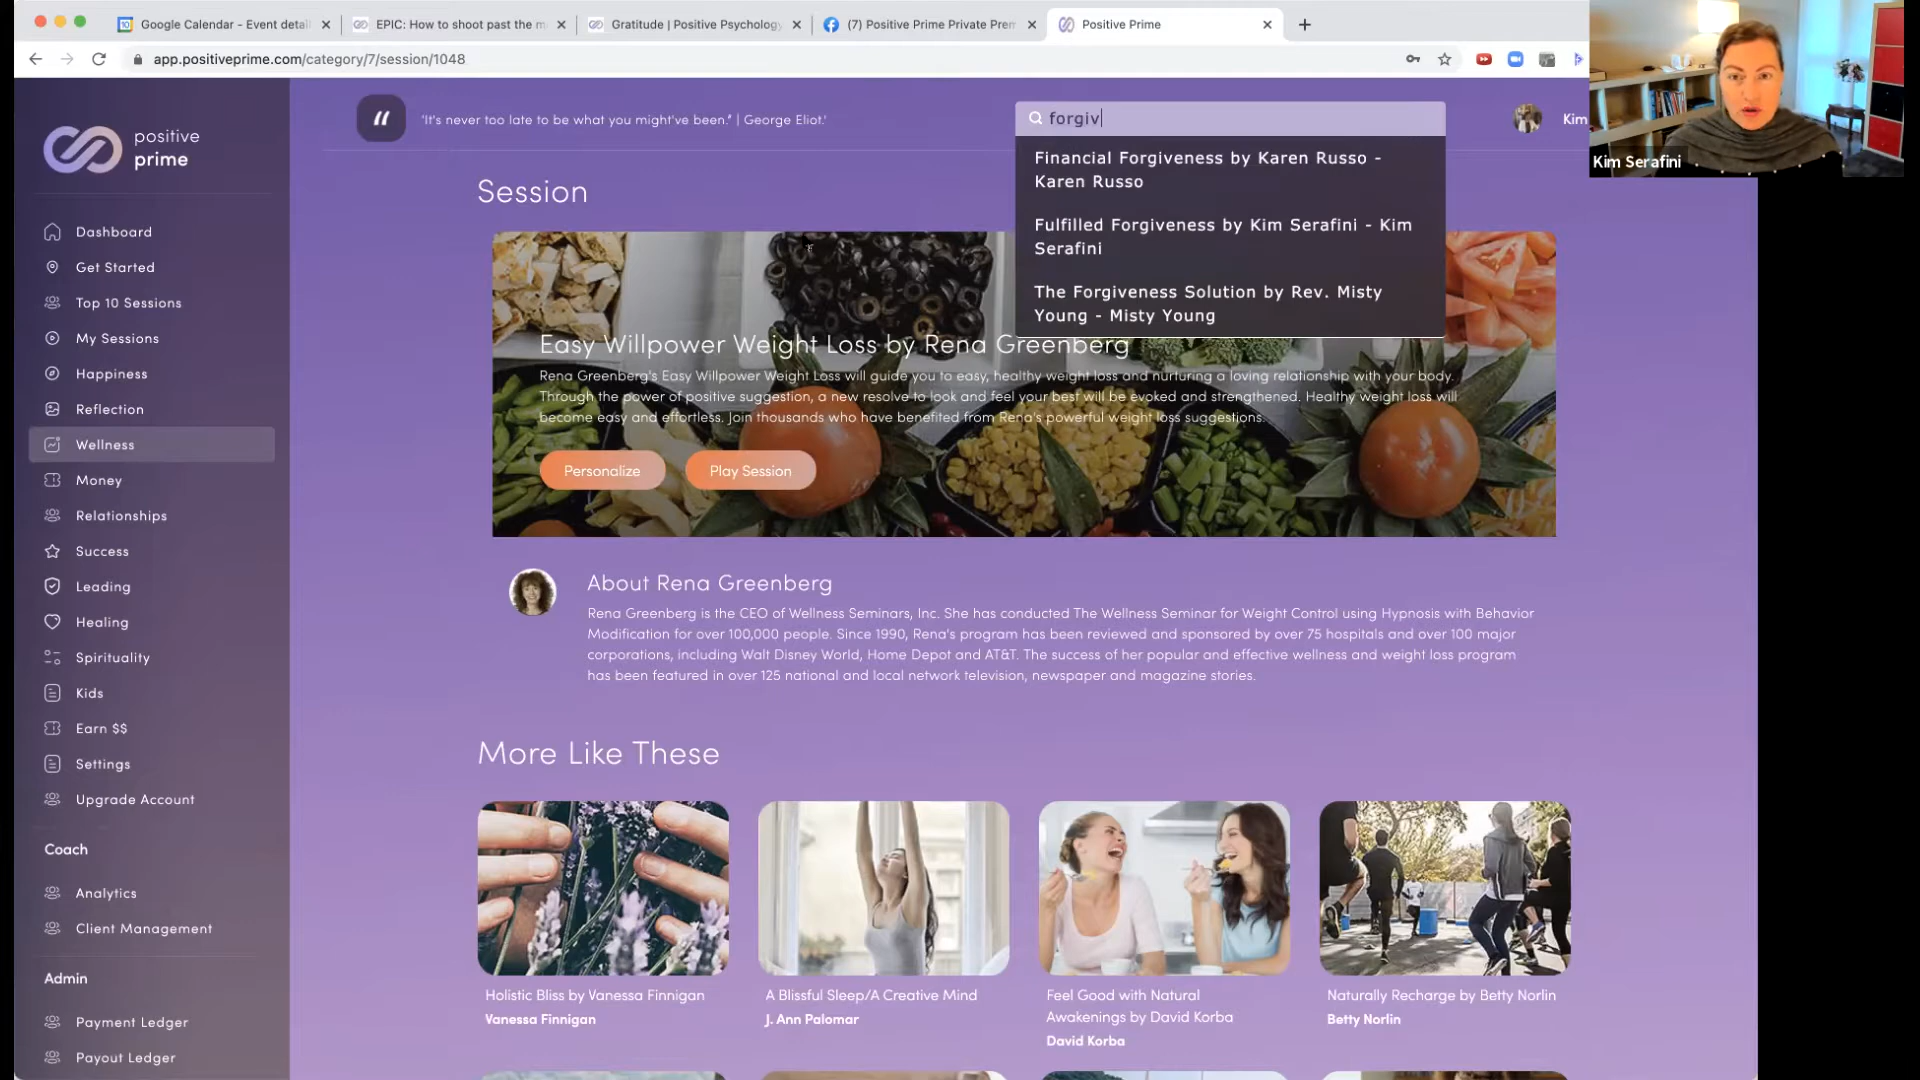 Google Calendar - Event detai
EPIC: How to shoot past the m
Gratitude | Positive Psychology
(7) Positive Prime Private Prem
Positive Prime
app.positiveprime.com/category/7/session/1048
positive
prime
'It's never too late to be what you might've been.” | George Eliot.'
forgiv
Kim
Kim Serafini
Financial Forgiveness by Karen Russo -
Karen Russo
Fulfilled Forgiveness by Kim Serafini - Kim
Serafini
The Forgiveness Solution by Rev. Misty
Young - Misty Young
Dashboard
Get Started
Top 10 Sessions
My Sessions
Happiness
Reflection
Wellness
Money
Relationships
Success
Leading
Healing
Spirituality
Kids
Earn $$
Settings
Upgrade Account
Coach
Analytics
Client Management
Admin
Payment Ledger
Payout Ledger
Session
Easy Willpower Weight Loss by Rena Greenberg
Rena Greenberg's Easy Willpower Weight Loss will guide you to easy, healthy weight loss and nurturing a loving relationship with your body.
Through the power of positive suggestion, a new resolve to look and feel your best will be evoked and strengthened. Healthy weight loss will
become easy and effortless. Join thousands who have benefited from Rena's powerful weight loss suggestions.
Personalize
Play Session
About Rena Greenberg
Rena Greenberg is the CEO of Wellness Seminars, Inc. She has conducted The Wellness Seminar for Weight Control using Hypnosis with Behavior
Modification for over 100,000 people. Since 1990, Rena's program has been reviewed and sponsored by over 75 hospitals and over 100 major
corporations, including Walt Disney World, Home Depot and AT&T. The success of her popular and effective wellness and weight loss program
has been featured in over 125 national and local network television, newspaper and magazine stories.
More Like These
Holistic Bliss by Vanessa Finnigan
Vanessa Finnigan
A Blissful Sleep/A Creative Mind
J. Ann Palomar
Feel Good with Natural
Awakenings by David Korba
David Korba
Naturally Recharge by Betty Norlin
Betty Norlin